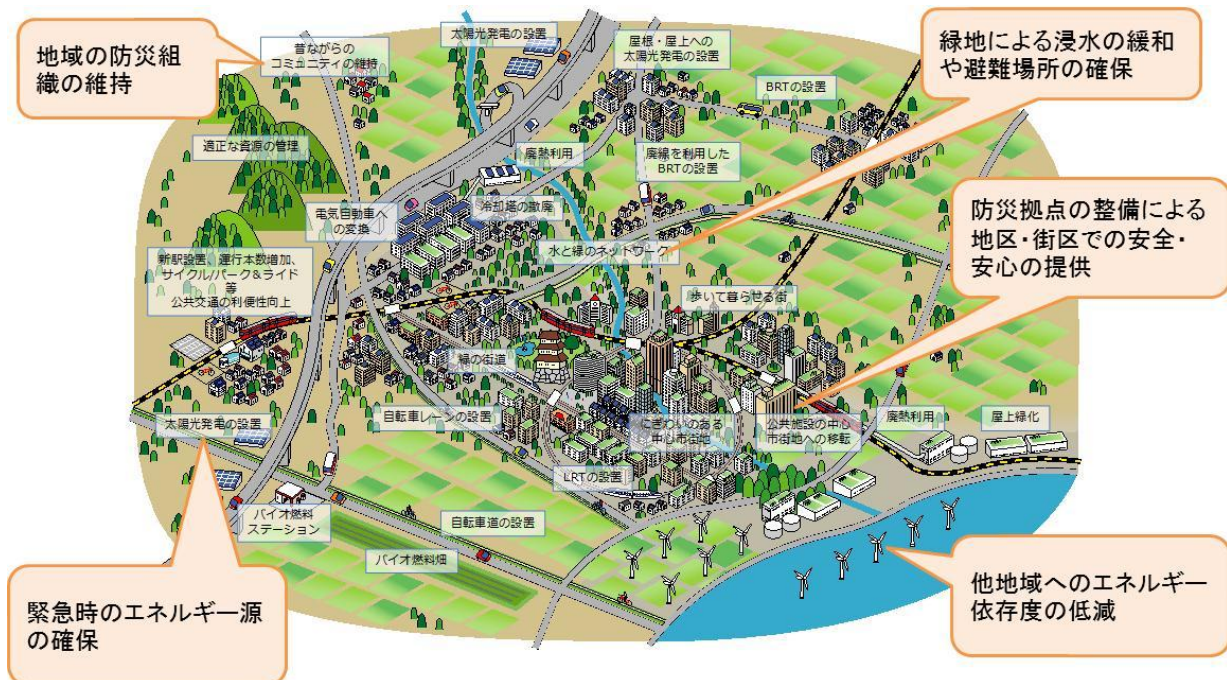 地域の防災組
織の維持
昔ながらの
コミュニティの維持
太陽光発電の設置
屋根・屋上への
太陽光発電の設置
BRTの設置
緑地による浸水の緩和
や避難場所の確保
適正な資源の管理
廃熱利用
廃線を利用した
BRTの設置
冷却塔の撤廃
電気自動車へ
の変換
水と緑のネットワーク
防災拠点の整備による
地区・街区での安全・
安心の提供
新駅設置、運行本数増加、
サイクル/パーク&ライド
等
公共交通の利便性向上
歩いて暮らせる街
緑の街道
太陽光発電の設置
自転車レーンの設置
にぎわいのある
中心市街地
公共施設の中心
市街地への移転
廃熱利用
屋上緑化
LRTの設置
バイオ燃料
ステーション
自転車道の設置
バイオ燃料畑
緊急時のエネルギー源
の確保
他地域へのエネルギー
依存度の低減